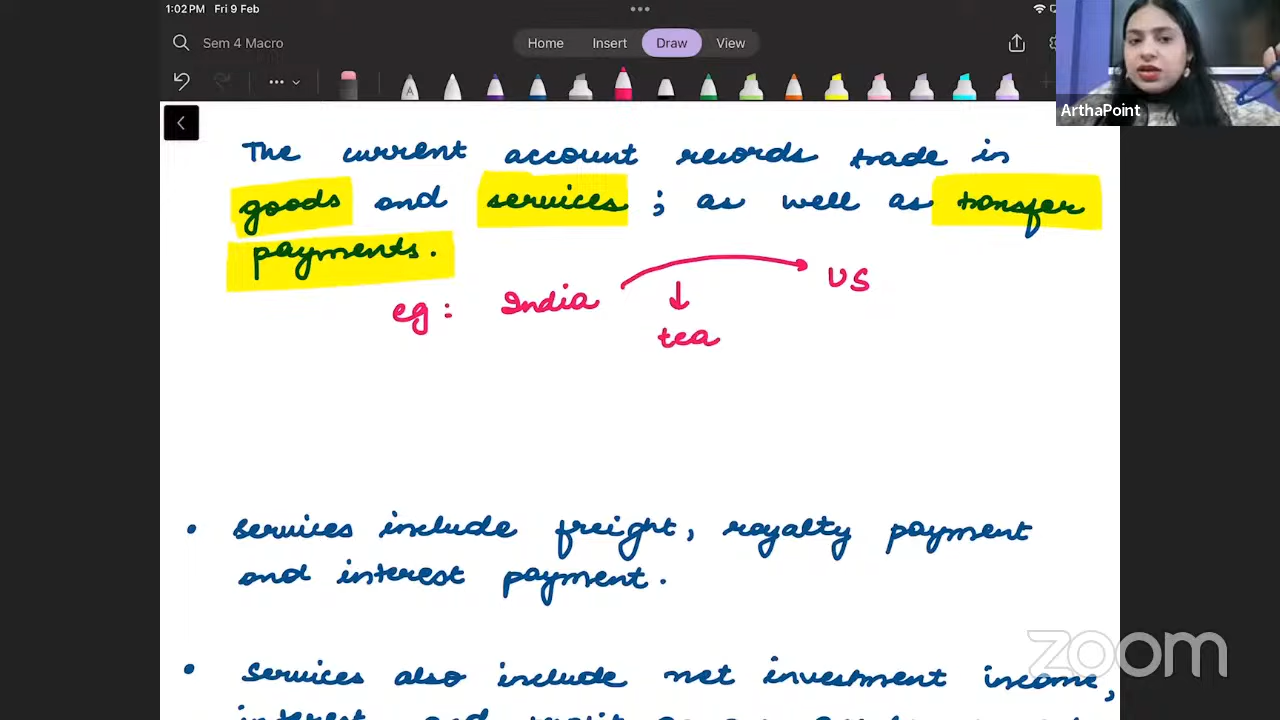 1:02 PM Fri 9 Feb
Sem 4 Macro
Home Insert Draw View
ArthaPoint
The current account records trade in
goods and services ; as well as transfer
payments.
eg : India US
tea
• Services include freight, royalty payment
and interest payment.
zoom
• Services also include net investment income,
interest and